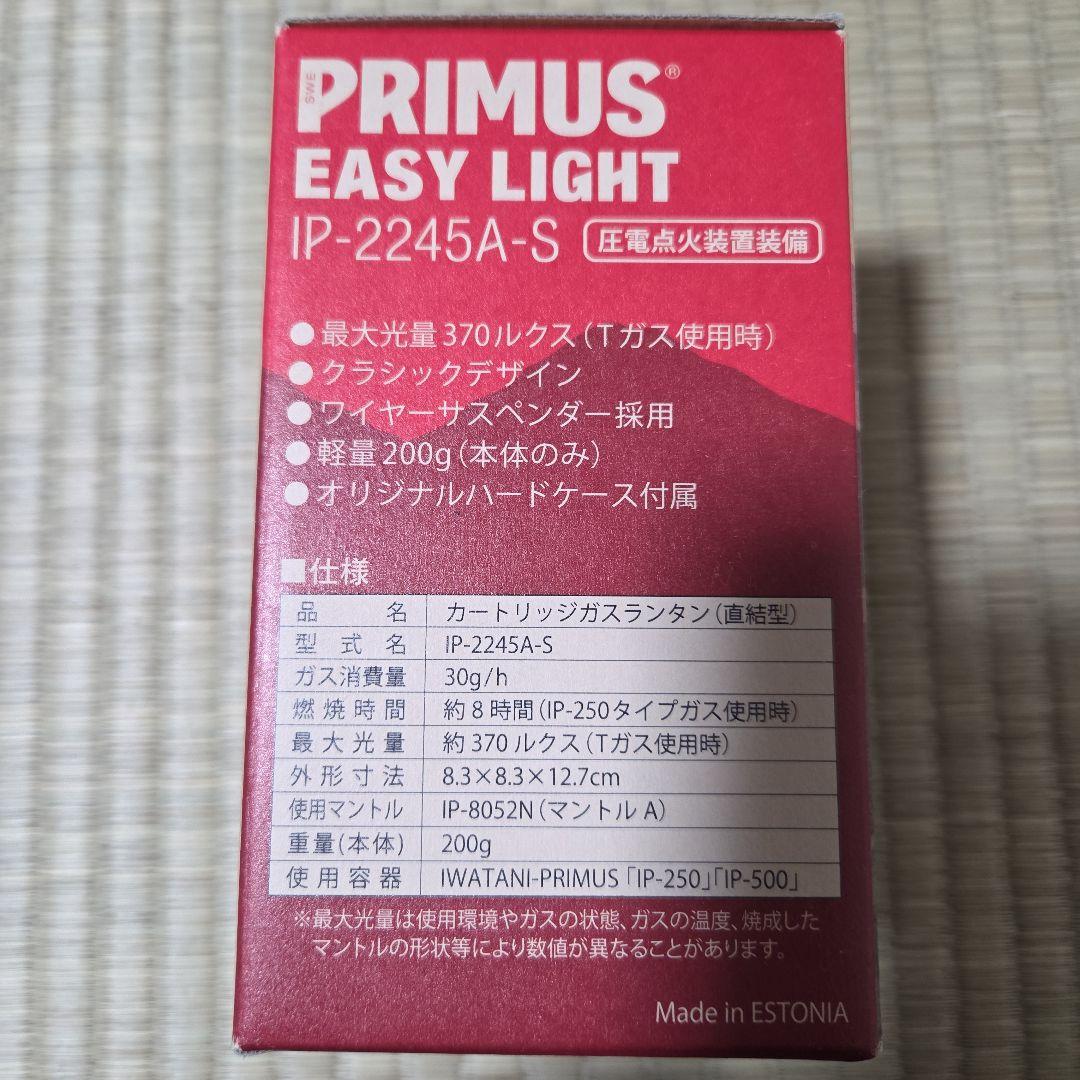 SWE
PRIMUS®
EASY LIGHT
IP-2245A-S 圧電点火装置装備
●最大光量370ルクス(Tガス使用時)
●クラシックデザイン
●ワイヤーサスペンダー採用
●軽量200g(本体のみ)
●オリジナルハードケース付属
■仕様
品名 カートリッジガスランタン(直結型)
型式名 IP-2245A-S
ガス消費量 30g/h
燃焼時間 約8時間(IP-250タイプガス使用時)
最大光量 約370ルクス(Tガス使用時)
外形寸法 8.3×8.3×12.7cm
使用マントル IP-8052N(マントルA)
重量(本体) 200g
使用容器 IWATANI-PRIMUS「IP-250」「IP-500」
※最大光量は使用環境やガスの状態、ガスの温度、焼成した
マントルの形状等により数値が異なることがあります。
Made in ESTONIA